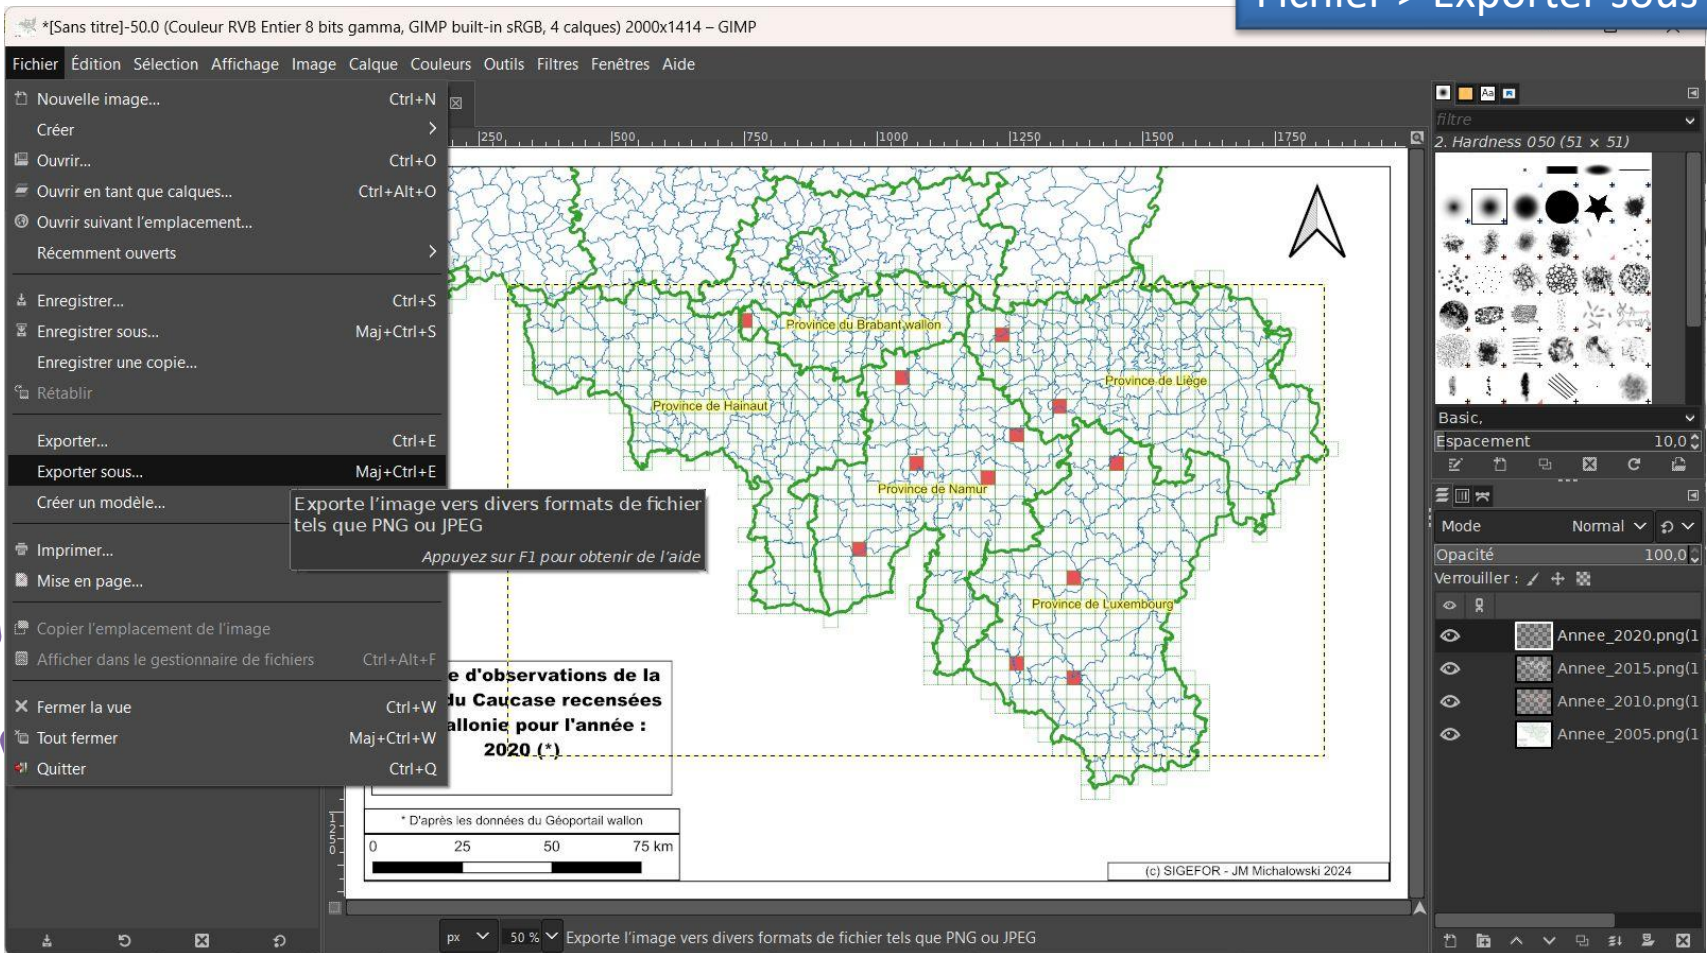 Fichier > Exporter sous
*[Sans titre]-50.0 (Couleur RVB Entier 8 bits gamma, GIMP built-in sRGB, 4 calques) 2000x1414 – GIMP
Fichier Édition Sélection Affichage Image Calque Couleurs Outils Filtres Fenêtres Aide
Nouvelle image... Ctrl+N
Créer
Ouvrir... Ctrl+O
Ouvrir en tant que calques... Ctrl+Alt+O
Ouvrir suivant l'emplacement...
Récemment ouverts
Enregistrer... Ctrl+S
Enregistrer sous... Maj+Ctrl+S
Enregistrer une copie...
Rétablir
Exporter... Ctrl+E
Exporter sous... Maj+Ctrl+E
Créer un modèle...
Imprimer...
Mise en page...
Copier l'emplacement de l'image
Afficher dans le gestionnaire de fichiers Ctrl+Alt+F
Fermer la vue Ctrl+W
Tout fermer Maj+Ctrl+W
Quitter Ctrl+Q
Exporte l'image vers divers formats de fichier
tels que PNG ou JPEG
Appuyez sur F1 pour obtenir de l'aide
250 500 750 1000 1250 1500 1750
Province du Brabant wallon
Province de Liège
Province de Hainaut
Province de Namur
Province de Luxembourg
e d'observations de la
du Caucase recensées
allonie pour l'année :
2020 (*)
* D'après les données du Géoportail wallon
0 25 50 75 km
(c) SIGEFOR - JM Michalowski 2024
1250
px 50 % Exporte l'image vers divers formats de fichier tels que PNG ou JPEG
Aa
filtre
2. Hardness 050 (51 × 51)
Basic,
Espacement 10,0
Mode Normal
Opacité 100,0
Verrouiller :
Annee_2020.png(1
Annee_2015.png(1
Annee_2010.png(1
Annee_2005.png(1